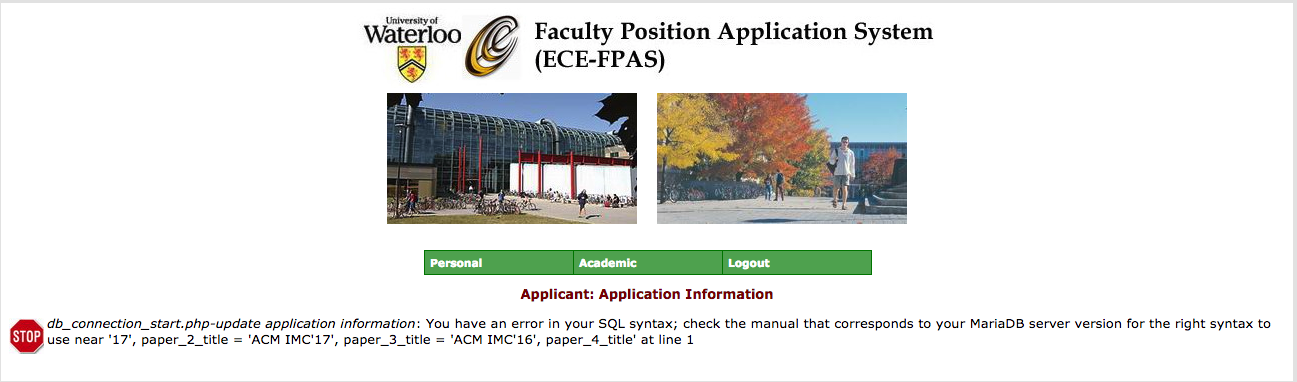 University of
Waterloo
Faculty Position Application System
(ECE-FPAS)
Personal
Academic
Logout
Applicant: Application Information
STOP
db_connection_start.php-update application information: You have an error in your SQL syntax; check the manual that corresponds to your MariaDB server version for the right syntax to
use near '17', paper_2_title = 'ACM IMC'17', paper_3_title = 'ACM IMC'16', paper_4_title' at line 1